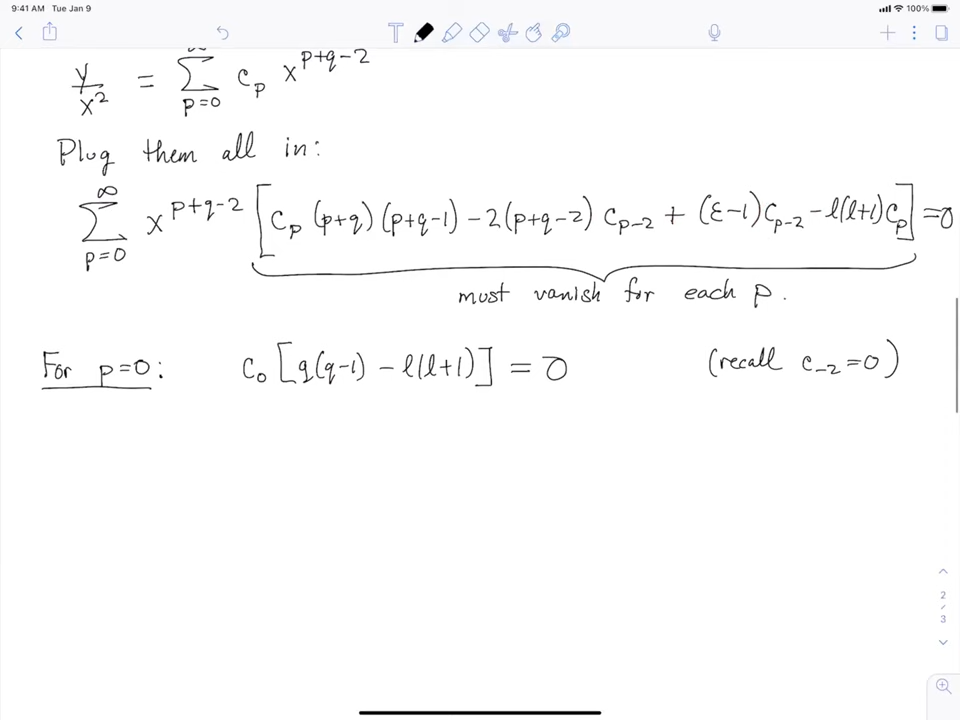 9:41 AM Tue Jan 9 100%
y/x² = ∑_{p=0}^{∞} c_p x^{p+q-2}
Plug them all in:
∑_{p=0}^{∞} x^{p+q-2} [c_p (p+q)(p+q-1) - 2(p+q-2) c_{p-2} + (ε-1)c_{p-2} - l(l+1)c_p] = 0
must vanish for each p.
For p=0: c_0 [q(q-1) - l(l+1)] = 0 (recall c_{-2}=0)
2
/
3